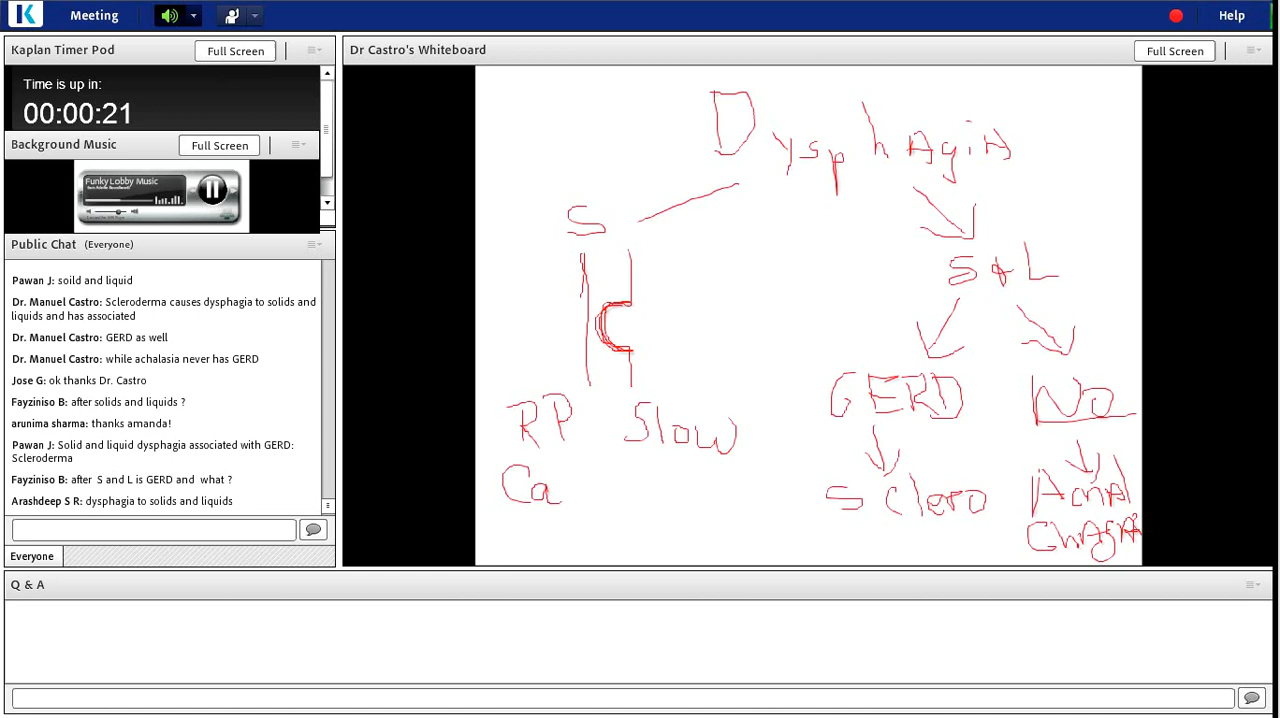 K Meeting Help
Kaplan Timer Pod Full Screen
Time is up in:
00:00:21
Background Music Full Screen
Funky Lobby Music
Public Chat (Everyone)
Pawan J: soild and liquid
Dr. Manuel Castro: Scleroderma causes dysphagia to solids and
liquids and has associated
Dr. Manuel Castro: GERD as well
Dr. Manuel Castro: while achalasia never has GERD
Jose G: ok thanks Dr. Castro
Fayziniso B: after solids and liquids ?
arunima sharma: thanks amanda!
Pawan J: Solid and liquid dysphagia associated with GERD:
Scleroderma
Fayziniso B: after S and L is GERD and what ?
Arashdeep S R: dysphagia to solids and liquids
Everyone
Dr Castro's Whiteboard Full Screen
DysphAgiA
S
S + L
GERD No
RP Slow
Ca
Sclero AchAl
ChAgA
Q & A